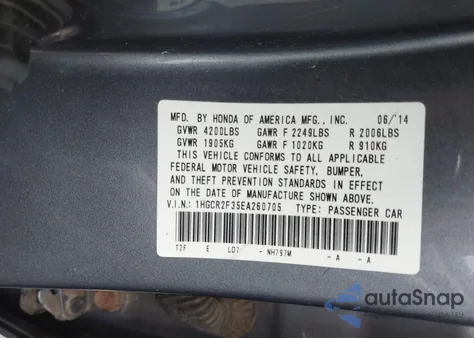 MFD. BY HONDA OF AMERICA MFG., INC. 06/'14
GVWR 4200LBS GAWR F 2249LBS R 2006LBS
GVWR 1905KG GAWR F 1020KG R 910KG
THIS VEHICLE CONFORMS TO ALL APPLICABLE
FEDERAL MOTOR VEHICLE SAFETY, BUMPER,
AND THEFT PREVENTION STANDARDS IN EFFECT
ON THE DATE OF MANUFACTURE SHOWN ABOVE.
V.I.N.: 1HGCR2F35EA260705 TYPE: PASSENGER CAR
T2F E L07 - NH797M - A - A
autoSnap